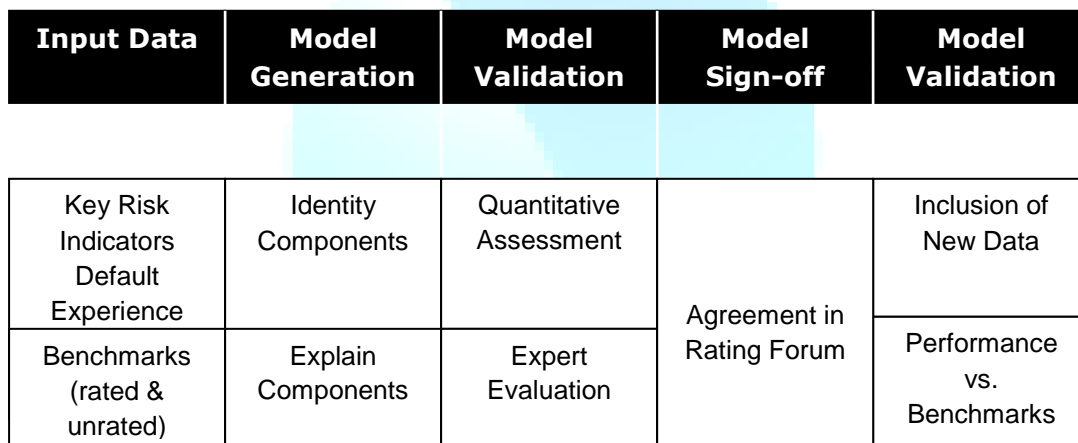 Input Data
Model
Generation
Model
Validation
Model
Sign-off
Model
Validation
Key Risk
Indicators
Default
Experience
Identity
Components
Quantitative
Assessment
Agreement in
Rating Forum
Inclusion of
New Data
Benchmarks
(rated &
unrated)
Explain
Components
Expert
Evaluation
Performance
vs.
Benchmarks